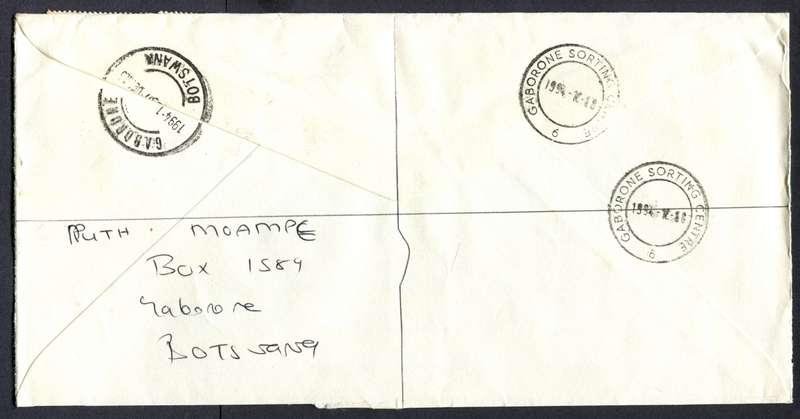 GABORONE
BOTSWANA
GABORONE SORTING CENTRE
6
GABORONE SORTING CENTRE
6
RUTH . MOAMPE
Box 1584
Gaborone
BOTSWANA